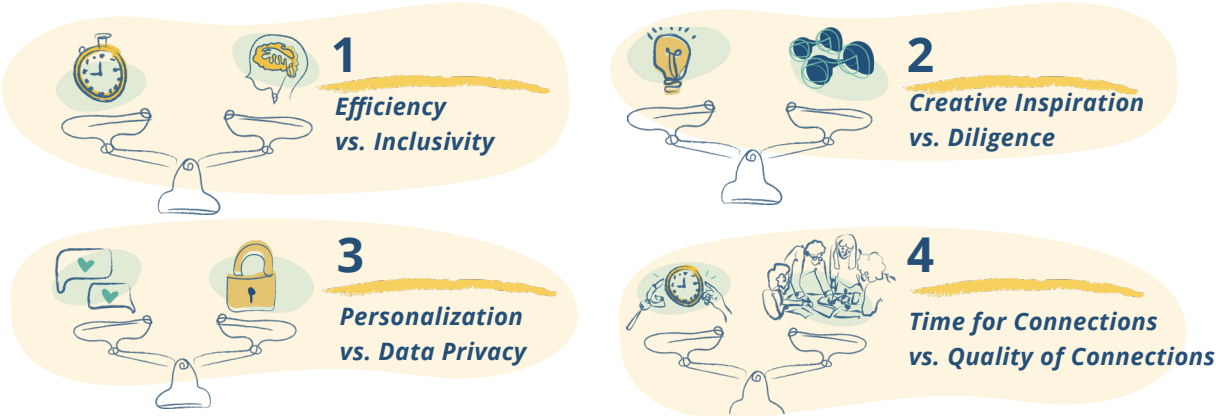 1
Efficiency
vs. Inclusivity
2
Creative Inspiration
vs. Diligence
3
Personalization
vs. Data Privacy
4
Time for Connections
vs. Quality of Connections